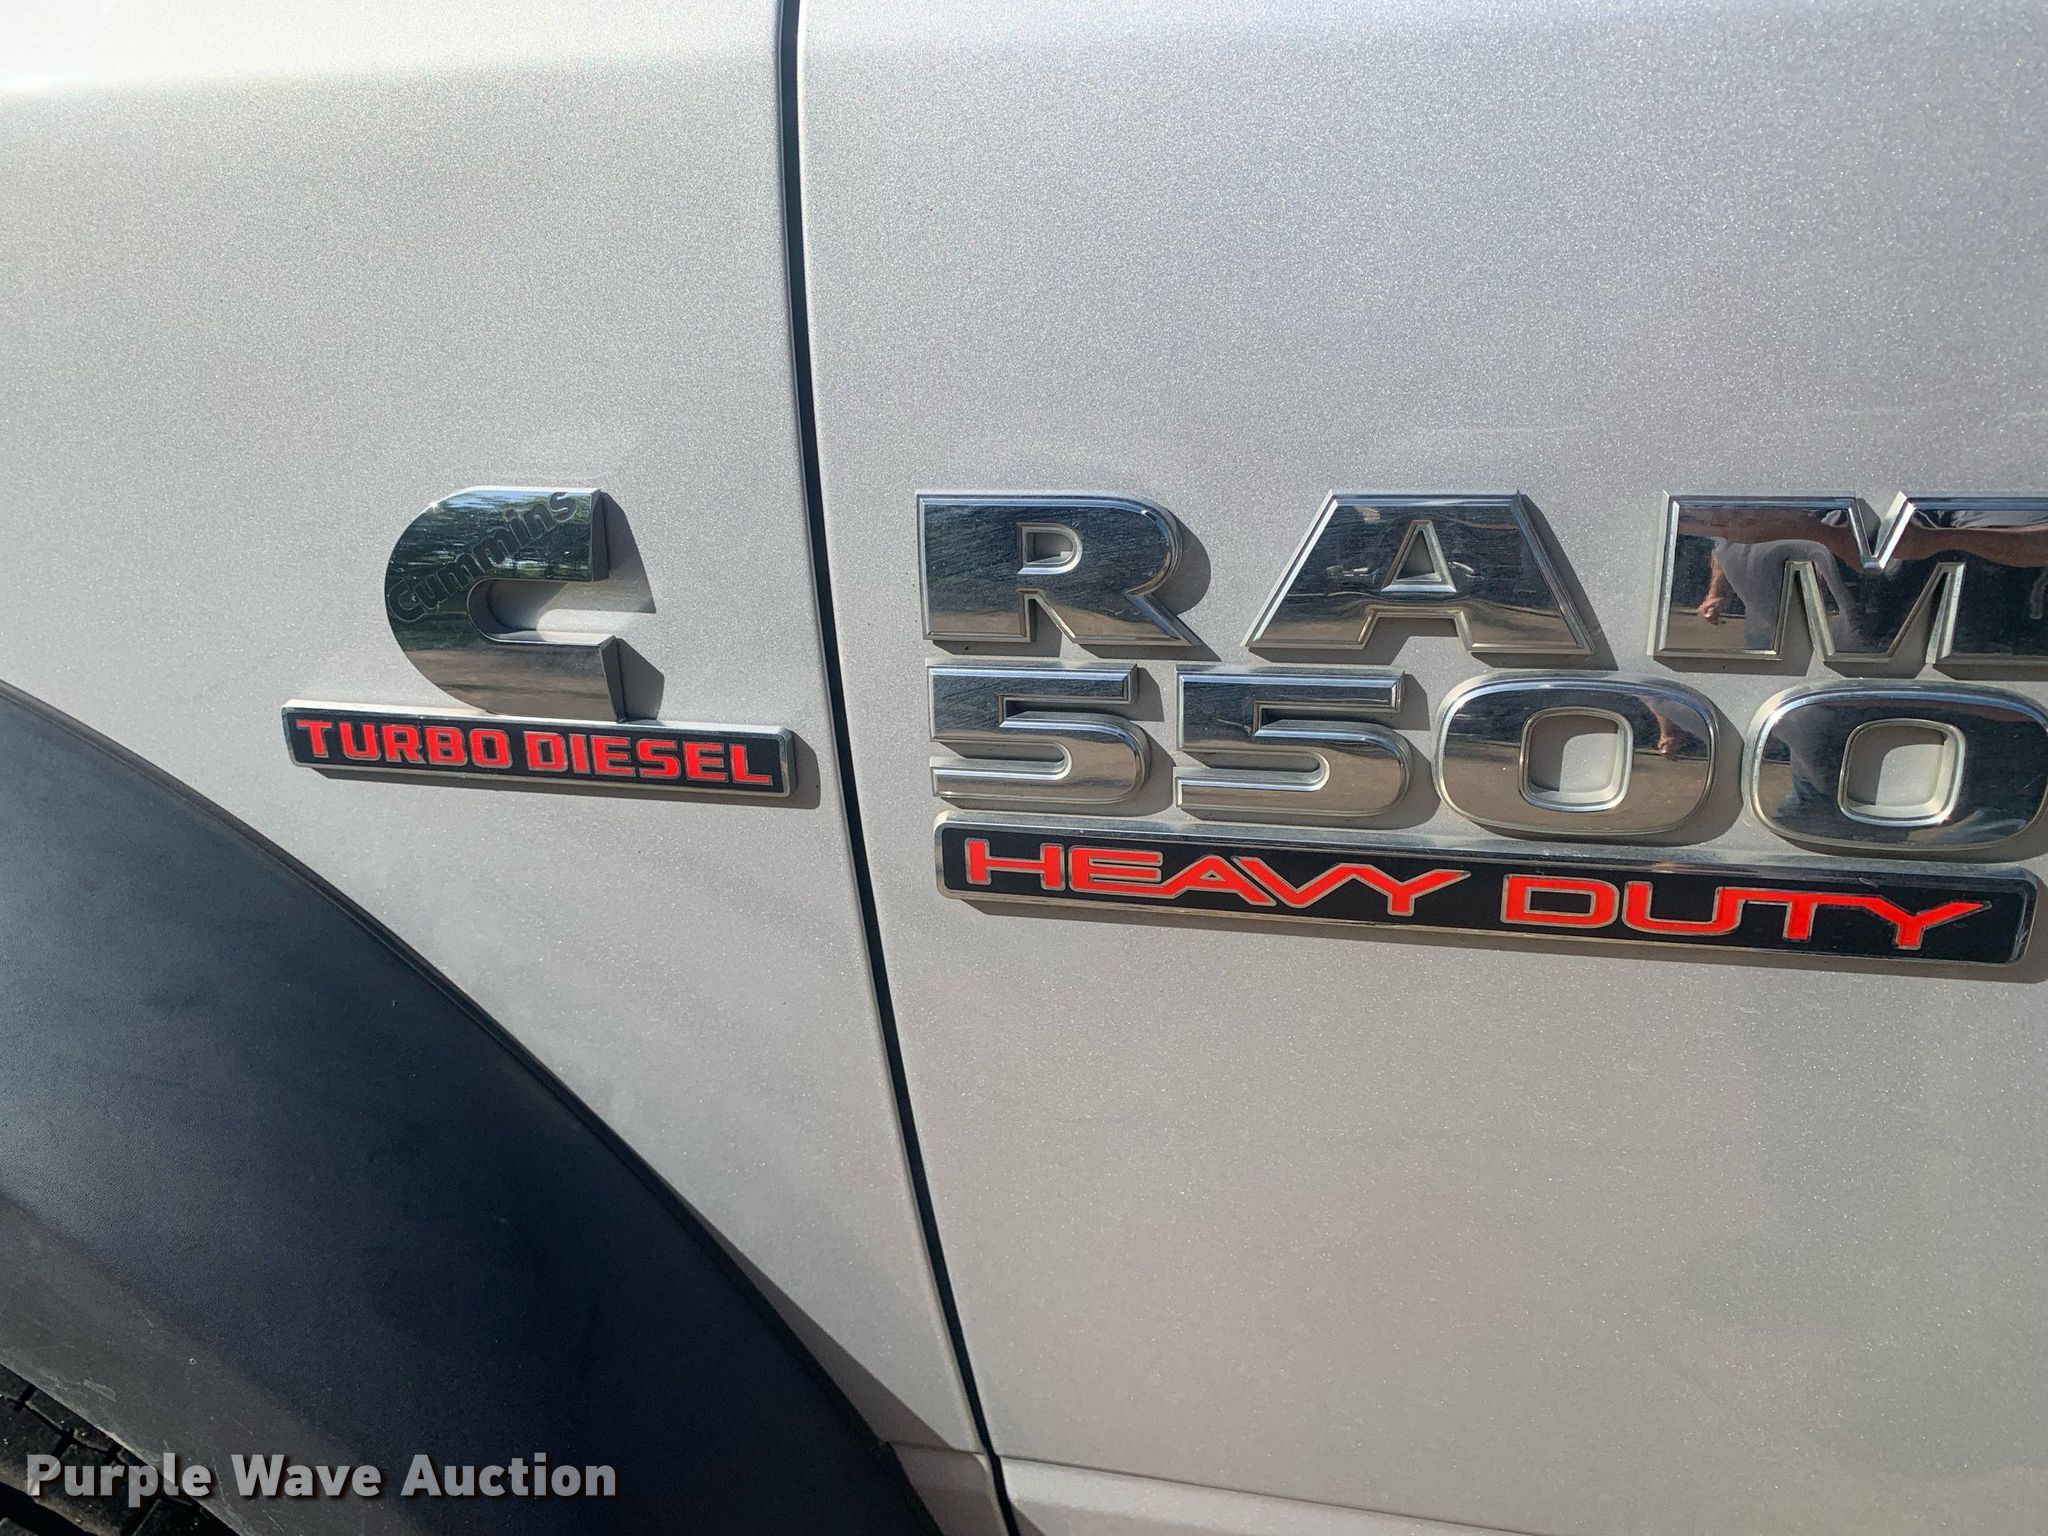 Cummins
TURBO DIESEL
RAM
5500
HEAVY DUTY
Purple Wave Auction